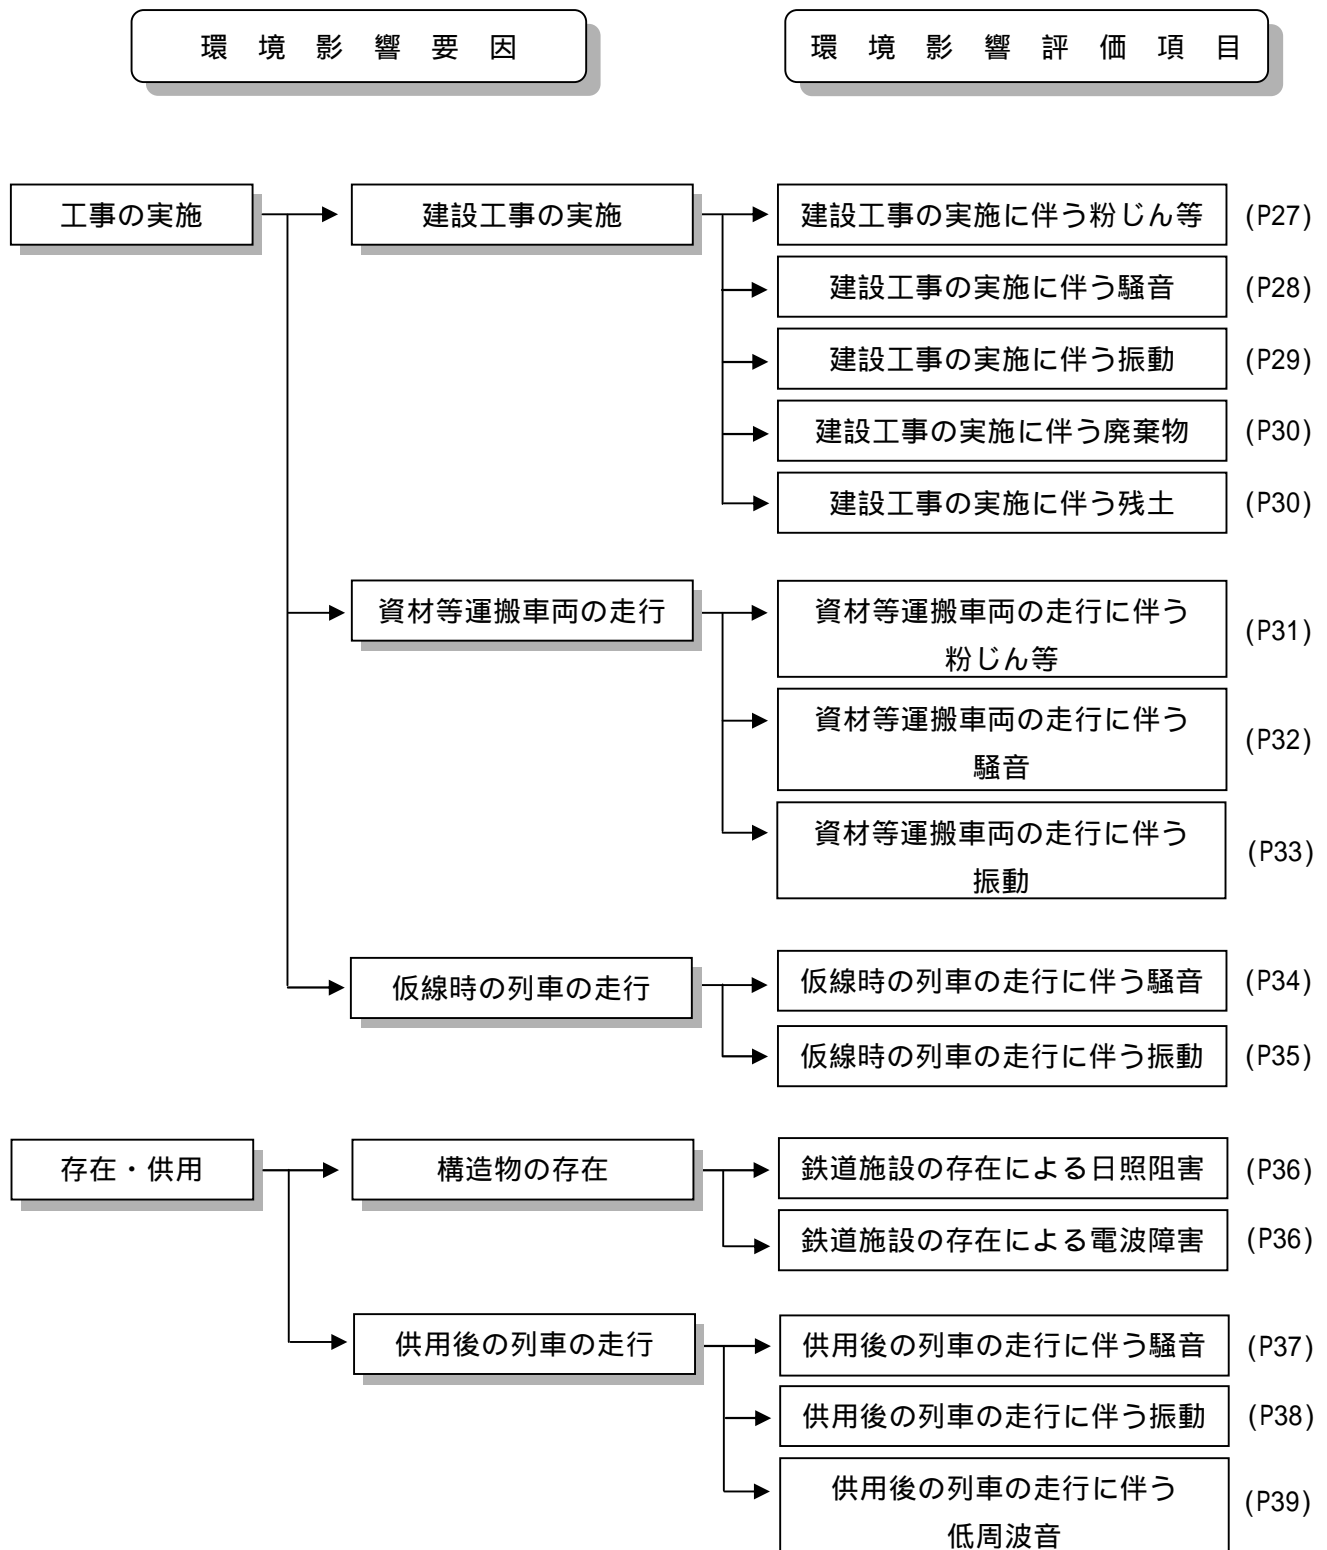 環境影響要因
環境影響評価項目
工事の実施
建設工事の実施
建設工事の実施に伴う粉じん等
(P27)
建設工事の実施に伴う騒音
(P28)
建設工事の実施に伴う振動
(P29)
建設工事の実施に伴う廃棄物
(P30)
建設工事の実施に伴う残土
(P30)
資材等運搬車両の走行
資材等運搬車両の走行に伴う
粉じん等
(P31)
資材等運搬車両の走行に伴う
騒音
(P32)
資材等運搬車両の走行に伴う
振動
(P33)
仮線時の列車の走行
仮線時の列車の走行に伴う騒音
(P34)
仮線時の列車の走行に伴う振動
(P35)
存在・供用
構造物の存在
鉄道施設の存在による日照阻害
(P36)
鉄道施設の存在による電波障害
(P36)
供用後の列車の走行
供用後の列車の走行に伴う騒音
(P37)
供用後の列車の走行に伴う振動
(P38)
供用後の列車の走行に伴う
低周波音
(P39)